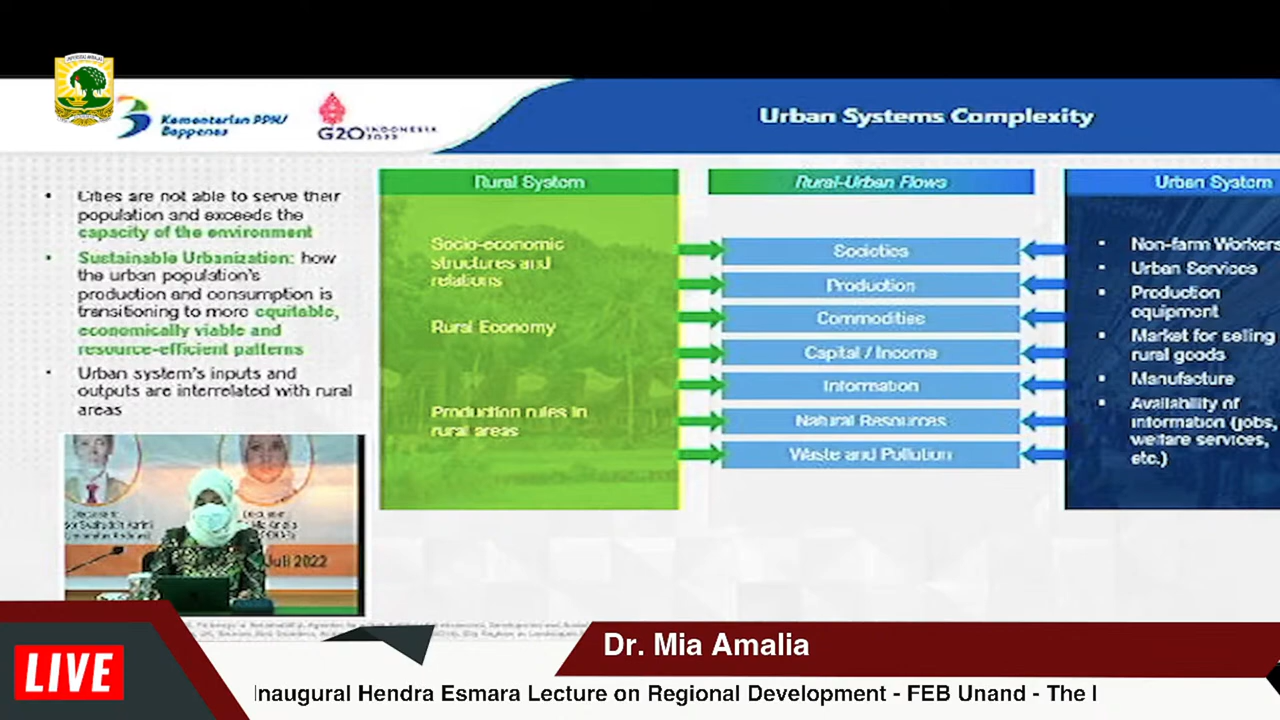 Kementerian PPN/
Bappenas
G20 INDONESIA
2022
Urban Systems Complexity
• Cities are not able to serve their
population and exceeds the
capacity of the environment
• Sustainable Urbanization: how
the urban population's
production and consumption is
transitioning to more equitable,
economically viable and
resource-efficient patterns
• Urban system's inputs and
outputs are interrelated with rural
areas
Rural System
Socio-economic
structures and
relations
Rural Economy
Production rules in
rural areas
Rural-Urban Flows
Societies
Production
Commodities
Capital / Income
Information
Natural Resources
Waste and Pollution
Urban System
• Non-farm Workers
• Urban Services
• Production
equipment
• Market for selling
rural goods
• Manufacture
• Availability of
information (jobs,
welfare services,
etc.)
Juli 2022
Dr. Mia Amalia
LIVE
Inaugural Hendra Esmara Lecture on Regional Development - FEB Unand - The